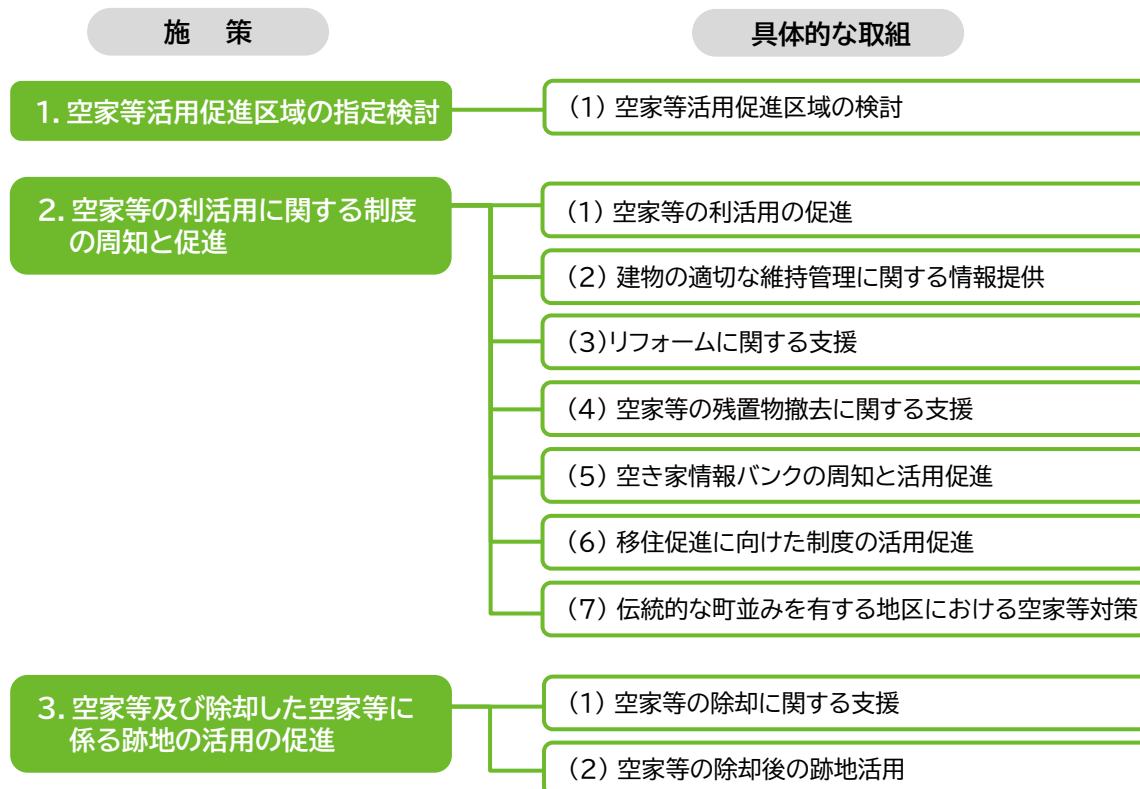 施 策
具体的な取組
1. 空家等活用促進区域の指定検討
(1) 空家等活用促進区域の検討
2. 空家等の利活用に関する制度
の周知と促進
(1) 空家等の利活用の促進
(2) 建物の適切な維持管理に関する情報提供
(3)リフォームに関する支援
(4) 空家等の残置物撤去に関する支援
(5) 空き家情報バンクの周知と活用促進
(6) 移住促進に向けた制度の活用促進
(7) 伝統的な町並みを有する地区における空家等対策
3. 空家等及び除却した空家等に
係る跡地の活用の促進
(1) 空家等の除却に関する支援
(2) 空家等の除却後の跡地活用